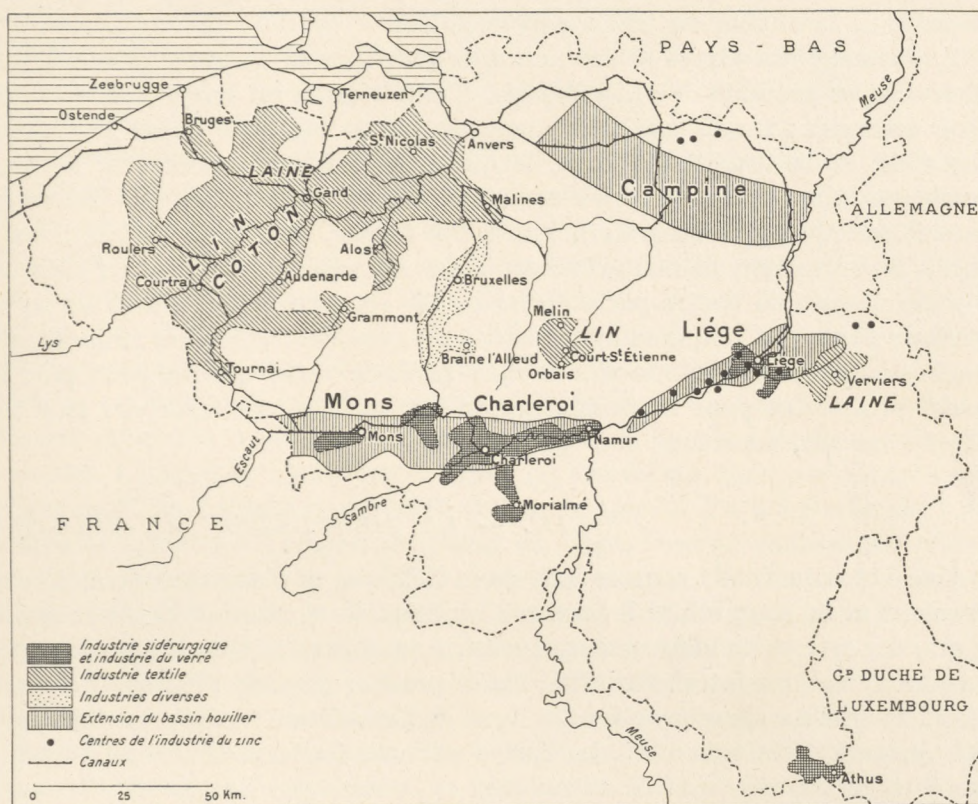 PAYS - BAS
Meuse
Zeebrugge
Terneuzen
Ostende
Bruges
St Nicolas
Anvers
LAINE
Gand
Campine
Malines
ALLEMAGNE
LIN
COTON
Roulers
Alost
Courtrai
Audenarde
Bruxelles
Grammont
Melin
LIN
Liége
Lys
Braine l'Alleud
Court-St Étienne
Liège
Orbais
Tournai
Verviers
LAINE
Mons
Charleroi
Mons
Namur
Escaut
Charleroi
Sambre
Morialmé
FRANCE
Industrie sidérurgique
et industrie du verre
Industrie textile
Industries diverses
Extension du bassin houiller
Centres de l'industrie du zinc
Canaux
0 25 50 Km.
GD DUCHÉ DE
LUXEMBOURG
Meuse
Athus